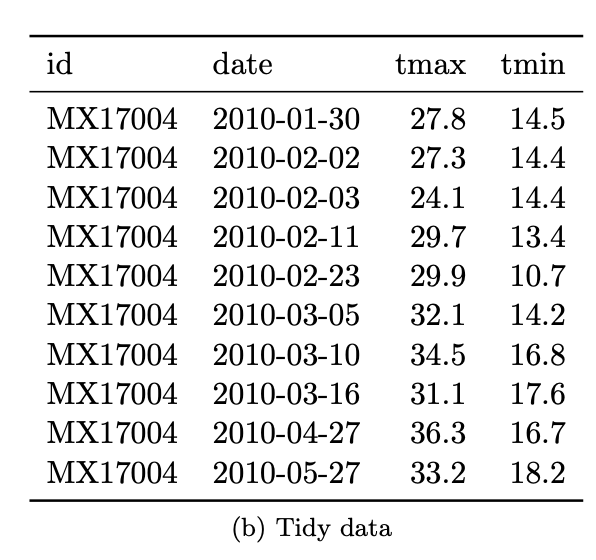 id date tmax tmin
MX17004 2010-01-30 27.8 14.5
MX17004 2010-02-02 27.3 14.4
MX17004 2010-02-03 24.1 14.4
MX17004 2010-02-11 29.7 13.4
MX17004 2010-02-23 29.9 10.7
MX17004 2010-03-05 32.1 14.2
MX17004 2010-03-10 34.5 16.8
MX17004 2010-03-16 31.1 17.6
MX17004 2010-04-27 36.3 16.7
MX17004 2010-05-27 33.2 18.2
(b) Tidy data